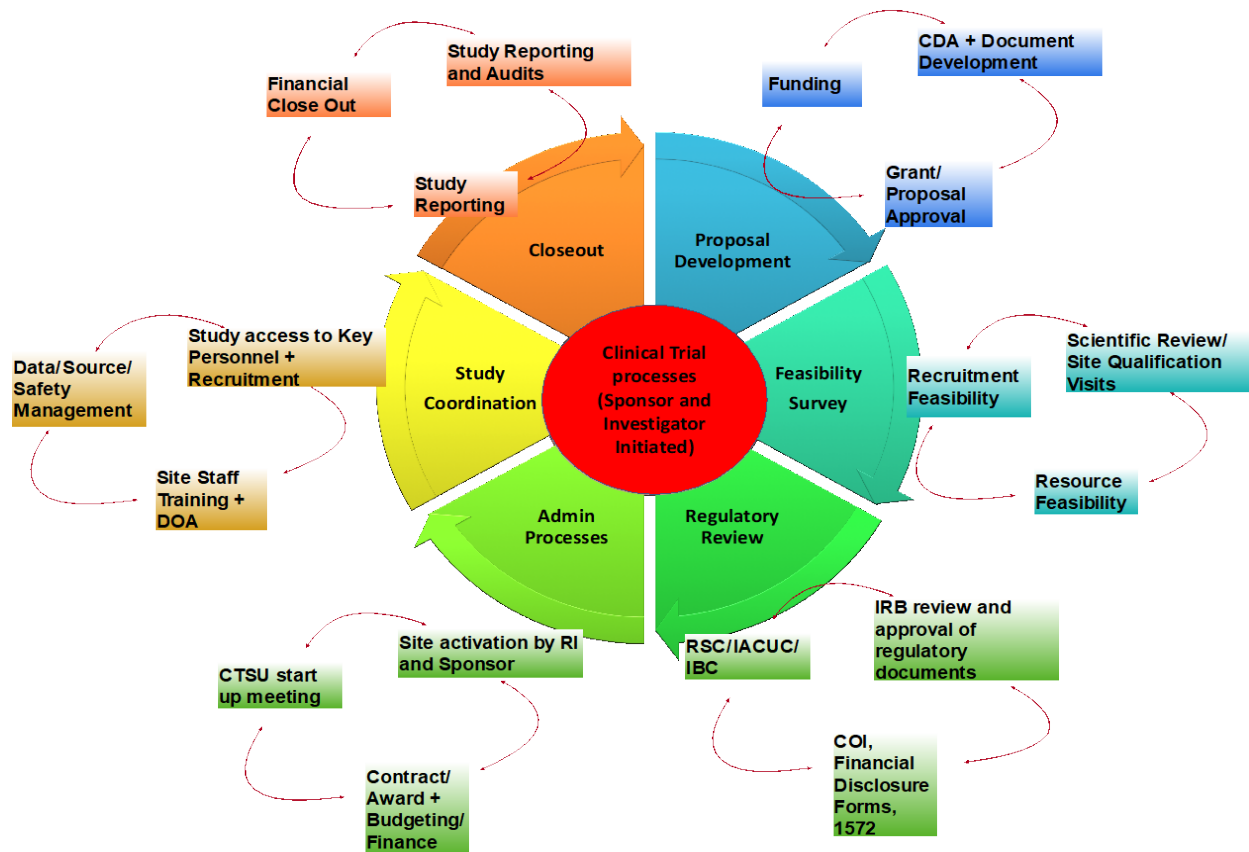 Study Reporting
and Audits
Financial
Close Out
Study
Reporting
CDA + Document
Development
Funding
Grant/
Proposal
Approval
Closeout
Proposal
Development
Study access to Key
Personnel +
Recruitment
Data/Source/
Safety
Management
Site Staff
Training +
DOA
Study
Coordination
Clinical Trial
processes
(Sponsor and
Investigator
Initiated)
Feasibility
Survey
Recruitment
Feasibility
Scientific Review/
Site Qualification
Visits
Resource
Feasibility
Admin
Processes
Regulatory
Review
Site activation by RI
and Sponsor
CTSU start
up meeting
Contract/
Award +
Budgeting/
Finance
RSC/IACUC/
IBC
IRB review and
approval of
regulatory
documents
COI,
Financial
Disclosure
Forms,
1572